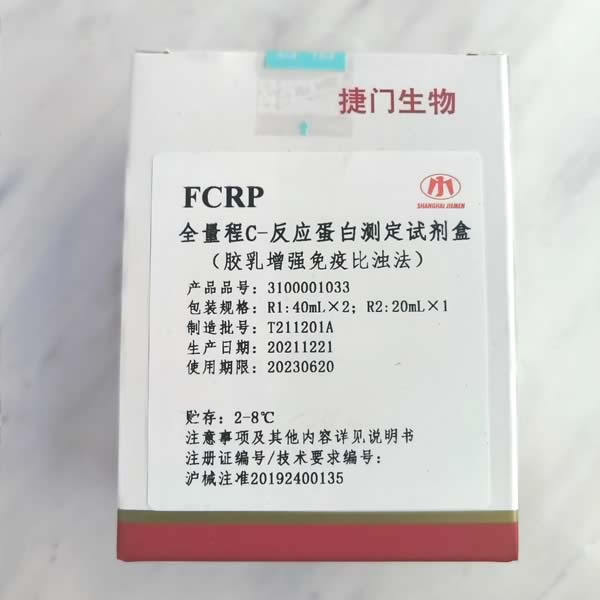 捷门生物
FCRP
SHANGHAI JIEMEN
全量程C-反应蛋白测定试剂盒
(胶乳增强免疫比浊法)
产品品号：3100001033
包装规格：R1:40mL×2；R2:20mL×1
制造批号：T211201A
生产日期：20211221
使用期限：20230620
贮存：2-8℃
注意事项及其他内容详见说明书
注册证编号/技术要求编号：
沪械注准20192400135